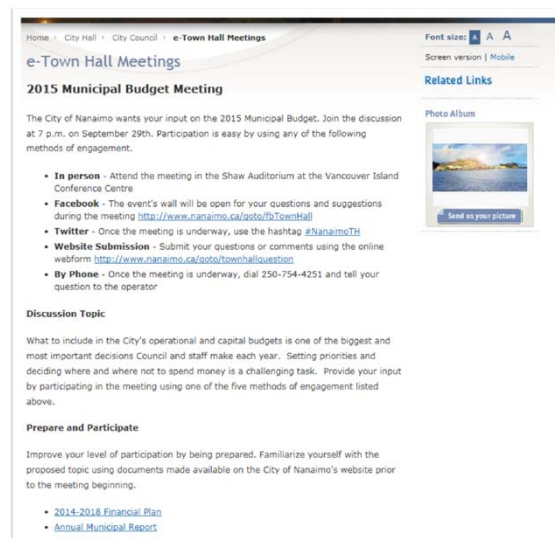 Home › City Hall › City Council › e-Town Hall Meetings
e-Town Hall Meetings
2015 Municipal Budget Meeting
The City of Nanaimo wants your input on the 2015 Municipal Budget. Join the discussion
at 7 p.m. on September 29th. Participation is easy by using any of the following
methods of engagement.
• In person - Attend the meeting in the Shaw Auditorium at the Vancouver Island
Conference Centre
• Facebook - The event's wall will be open for your questions and suggestions
during the meeting http://www.nanaimo.ca/goto/fbTownHall
• Twitter - Once the meeting is underway, use the hashtag #NanaimoTH
• Website Submission - Submit your questions or comments using the online
webform http://www.nanaimo.ca/goto/townhallquestion
• By Phone - Once the meeting is underway, dial 250-754-4251 and tell your
question to the operator
Discussion Topic
What to include in the City's operational and capital budgets is one of the biggest and
most important decisions Council and staff make each year. Setting priorities and
deciding where and where not to spend money is a challenging task. Provide your input
by participating in the meeting using one of the five methods of engagement listed
above.
Prepare and Participate
Improve your level of participation by being prepared. Familiarize yourself with the
proposed topic using documents made available on the City of Nanaimo's website prior
to the meeting beginning.
• 2014-2018 Financial Plan
• Annual Municipal Report
Font size: A A A
Screen version | Mobile
Related Links
Photo Album
Send us your picture